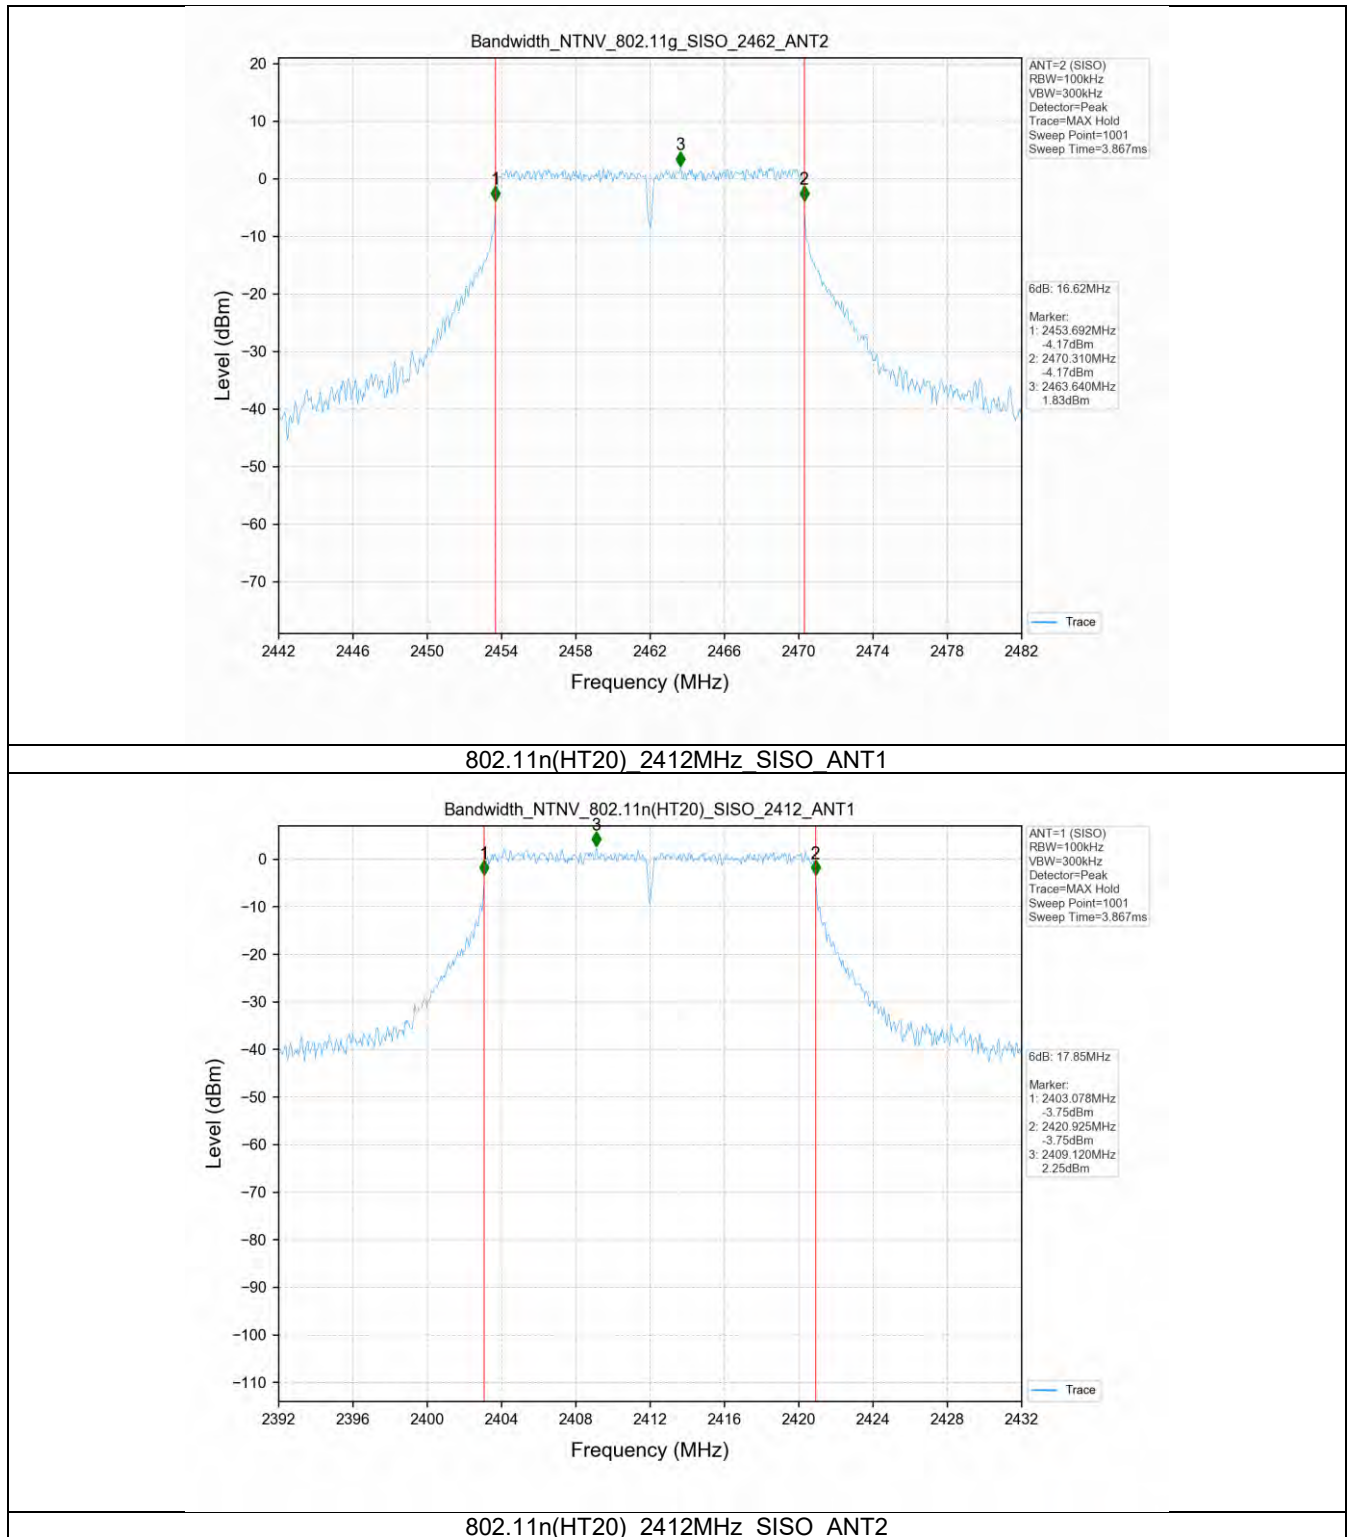 Bandwidth_NTNV_802.11g_SISO_2462_ANT2
20
10
0
−10
−20
−30
−40
−50
−60
−70
Level (dBm)
1
3
2
ANT=2 (SISO)
RBW=100kHz
VBW=300kHz
Detector=Peak
Trace=MAX Hold
Sweep Point=1001
Sweep Time=3.867ms
6dB: 16.62MHz
Marker:
1: 2453.692MHz
-4.17dBm
2: 2470.310MHz
-4.17dBm
3: 2463.640MHz
1.83dBm
Trace
2442 2446 2450 2454 2458 2462 2466 2470 2474 2478 2482
Frequency (MHz)
802.11n(HT20)_2412MHz_SISO_ANT1
Bandwidth_NTNV_802.11n(HT20)_SISO_2412_ANT1
0
−10
−20
−30
−40
−50
−60
−70
−80
−90
−100
−110
Level (dBm)
1
3
2
ANT=1 (SISO)
RBW=100kHz
VBW=300kHz
Detector=Peak
Trace=MAX Hold
Sweep Point=1001
Sweep Time=3.867ms
6dB: 17.85MHz
Marker:
1: 2403.078MHz
-3.75dBm
2: 2420.925MHz
-3.75dBm
3: 2409.120MHz
2.25dBm
Trace
2392 2396 2400 2404 2408 2412 2416 2420 2424 2428 2432
Frequency (MHz)
802.11n(HT20)_2412MHz_SISO_ANT2